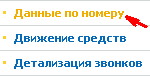 Данные по номеру
Движение средств
Детализация звонков